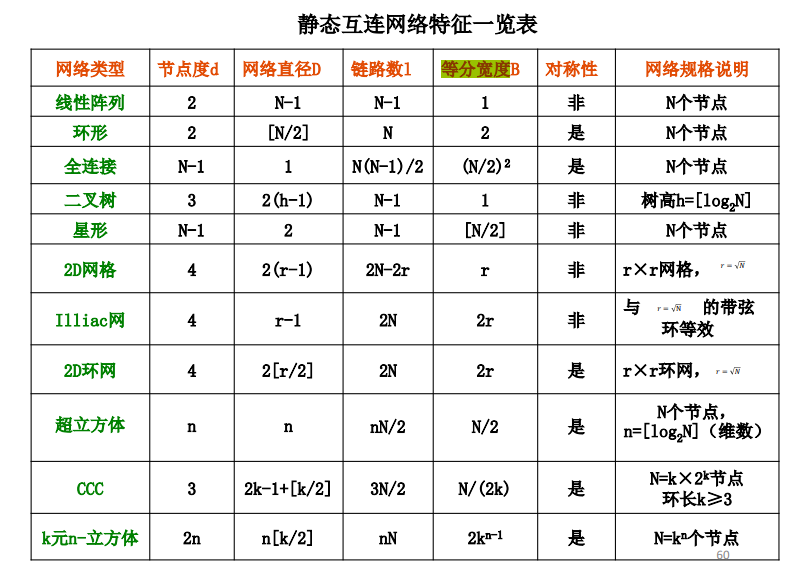 静态互连网络特征一览表
网络类型 节点度d 网络直径D 链路数l 等分宽度B 对称性 网络规格说明
线性阵列 2 N-1 N-1 1 非 N个节点
环形 2 [N/2] N 2 是 N个节点
全连接 N-1 1 N(N-1)/2 (N/2)² 是 N个节点
二叉树 3 2(h-1) N-1 1 非 树高h=[log₂N]
星形 N-1 2 N-1 [N/2] 非 N个节点
2D网格 4 2(r-1) 2N-2r r 非 r×r网格， r=√N
Illiac网 4 r-1 2N 2r 非 与 r=√N 的带弦
环等效
2D环网 4 2[r/2] 2N 2r 是 r×r环网， r=√N
超立方体 n n nN/2 N/2 是 N个节点，
n=[log₂N]（维数）
CCC 3 2k-1+[k/2] 3N/2 N/(2k) 是 N=k×2ᵏ节点
环长k≥3
k元n-立方体 2n n[k/2] nN 2kⁿ⁻¹ 是 N=kⁿ个节点
60